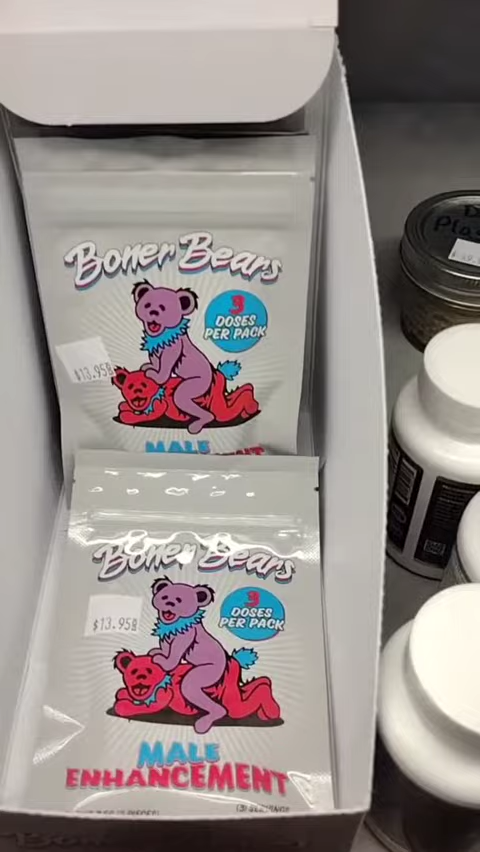 Boner Bears
3
DOSES
PER PACK
$13.95
MALE
Boner Bears
3
DOSES
PER PACK
$13.95
MALE
ENHANCEMENT